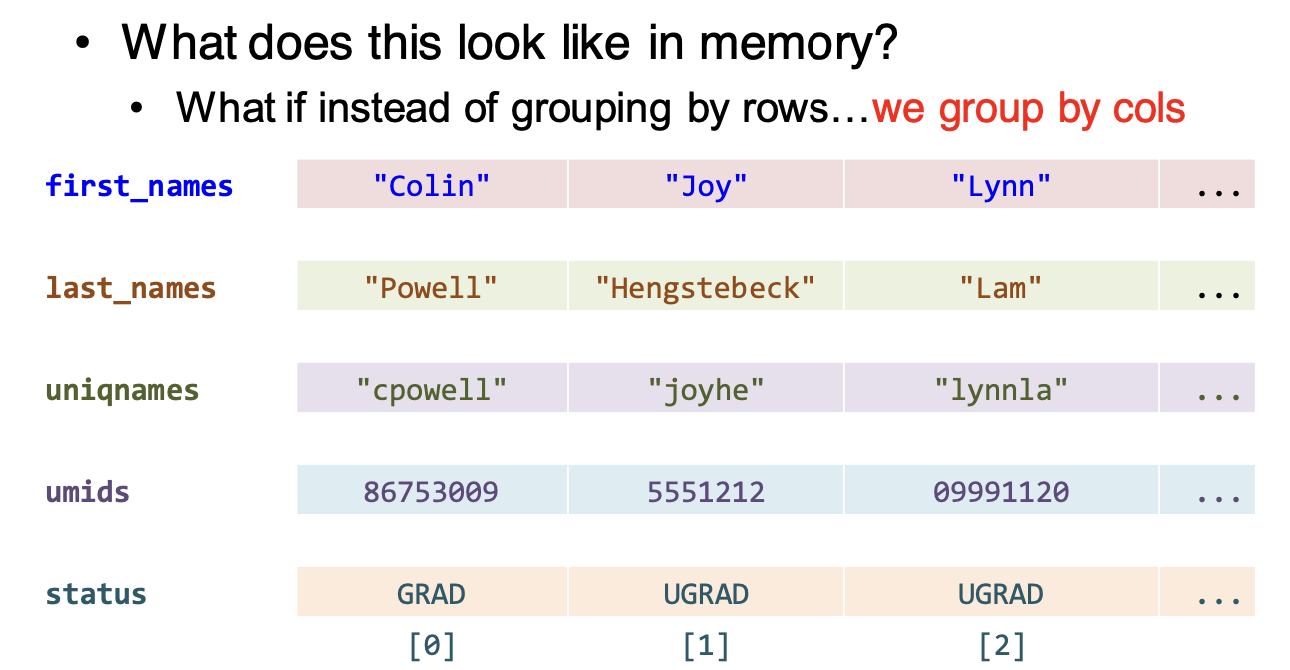 • What does this look like in memory?
• What if instead of grouping by rows…we group by cols
first_names "Colin" "Joy" "Lynn" ...
last_names "Powell" "Hengstebeck" "Lam" ...
uniqnames "cpowell" "joyhe" "lynnla" ...
umids 86753009 5551212 09991120 ...
status GRAD UGRAD UGRAD ...
[0] [1] [2]